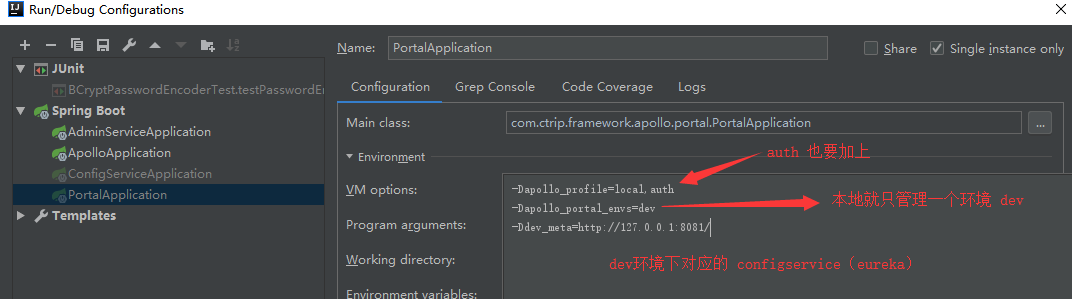 Run/Debug Configurations
Name: PortalApplication
Share
Single instance only
JUnit
BCryptPasswordEncoderTest.testPasswordEn
Spring Boot
AdminServiceApplication
ApolloApplication
ConfigServiceApplication
PortalApplication
Templates
Configuration
Grep Console
Code Coverage
Logs
Main class: com.ctrip.framework.apollo.portal.PortalApplication ...
Environment
auth 也要加上
VM options:
-Dapollo_profile=local,auth
-Dapollo_portal_envs=dev
本地就只管理一个环境 dev
-Ddev_meta=http://127.0.0.1:8081/
Program arguments:
Working directory:
dev环境下对应的 configservice（eureka）
Environment variables: